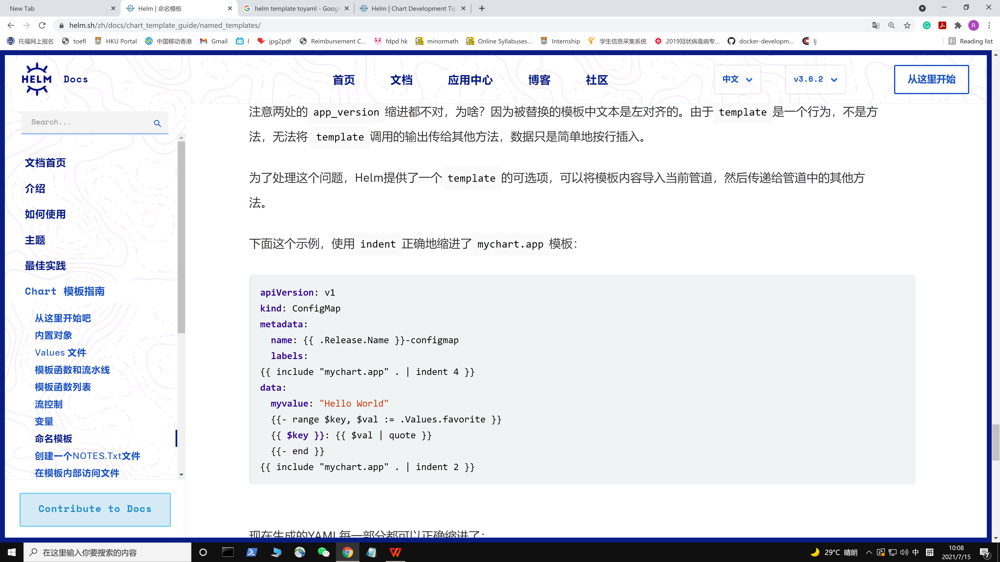 New Tab
Helm | 命名模板
helm template toyaml - Googl
Helm | Chart Development Tip
helm.sh/zh/docs/chart_template_guide/named_templates/
R
托福网上报名
toefl
HKU Portal
中国移动香港
Gmail
l
jpg2pdf
Reimbursement C...
fdpd hk
minormath
Online Syllabuses...
Internship
学生信息采集系统
2019冠状病毒病专...
docker-developm...
lj
Reading list
HELM Docs
首页
文档
应用中心
博客
社区
中文
v3.6.2
从这里开始
Search...
文档首页
介绍
如何使用
主题
最佳实践
Chart 模板指南
从这里开始吧
内置对象
Values 文件
模板函数和流水线
模板函数列表
流控制
变量
命名模板
创建一个NOTES.Txt文件
在模板内部访问文件
Contribute to Docs
注意两处的 app_version 缩进都不对，为啥？因为被替换的模板中文本是左对齐的。由于 template 是一个行为，不是方
法，无法将 template 调用的输出传给其他方法，数据只是简单地按行插入。
为了处理这个问题，Helm提供了一个 template 的可选项，可以将模板内容导入当前管道，然后传递给管道中的其他方
法。
下面这个示例，使用 indent 正确地缩进了 mychart.app 模板：
apiVersion: v1
kind: ConfigMap
metadata:
  name: {{ .Release.Name }}-configmap
  labels:
{{ include "mychart.app" . | indent 4 }}
data:
  myvalue: "Hello World"
  {{- range $key, $val := .Values.favorite }}
  {{ $key }}: {{ $val | quote }}
  {{- end }}
{{ include "mychart.app" . | indent 2 }}
现在生成的YAML每一部分都可以正确缩进了：
在这里输入你要搜索的内容
29°C 晴朗
中
拼
10:08
2021/7/15
7